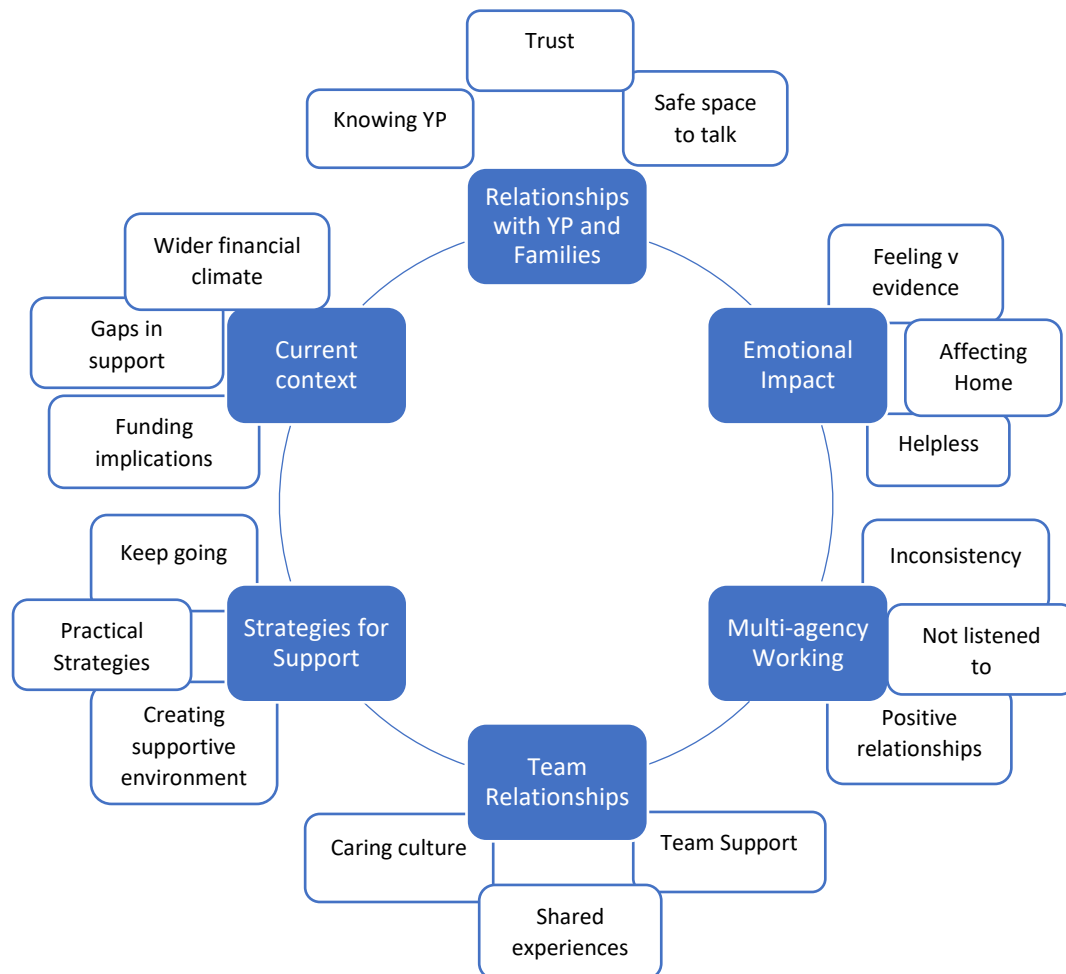 Trust
Knowing YP
Safe space
to talk
Relationships
with YP and
Families
Wider financial
climate
Gaps in
support
Funding
implications
Current
context
Feeling v
evidence
Affecting
Home
Helpless
Emotional
Impact
Keep going
Practical
Strategies
Creating
supportive
environment
Strategies for
Support
Inconsistency
Not listened
to
Positive
relationships
Multi-agency
Working
Team
Relationships
Caring culture
Team Support
Shared
experiences